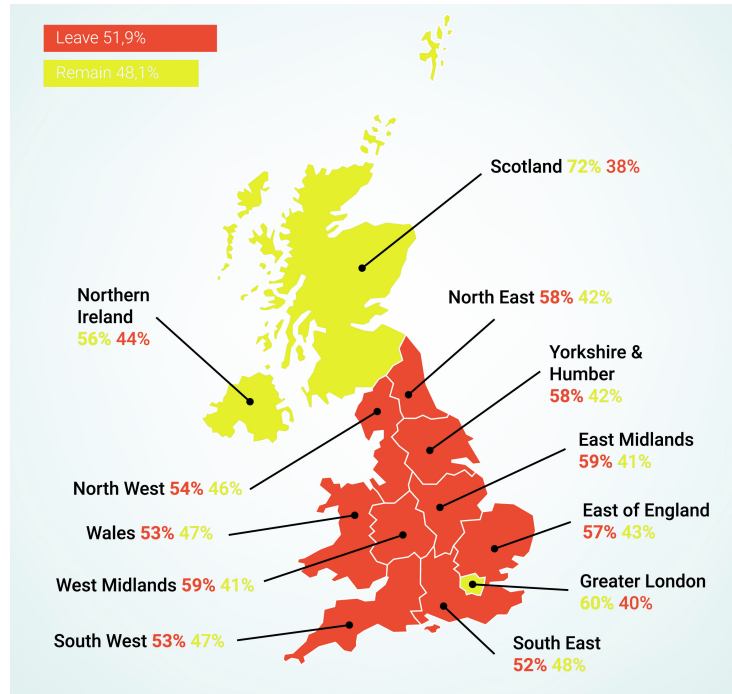 Leave 51,9%
Remain 48,1%
Scotland 72% 38%
Northern
Ireland
56% 44%
North East 58% 42%
Yorkshire &
Humber
58% 42%
East Midlands
59% 41%
North West 54% 46%
East of England
57% 43%
Wales 53% 47%
West Midlands 59% 41%
Greater London
60% 40%
South West 53% 47%
South East
52% 48%